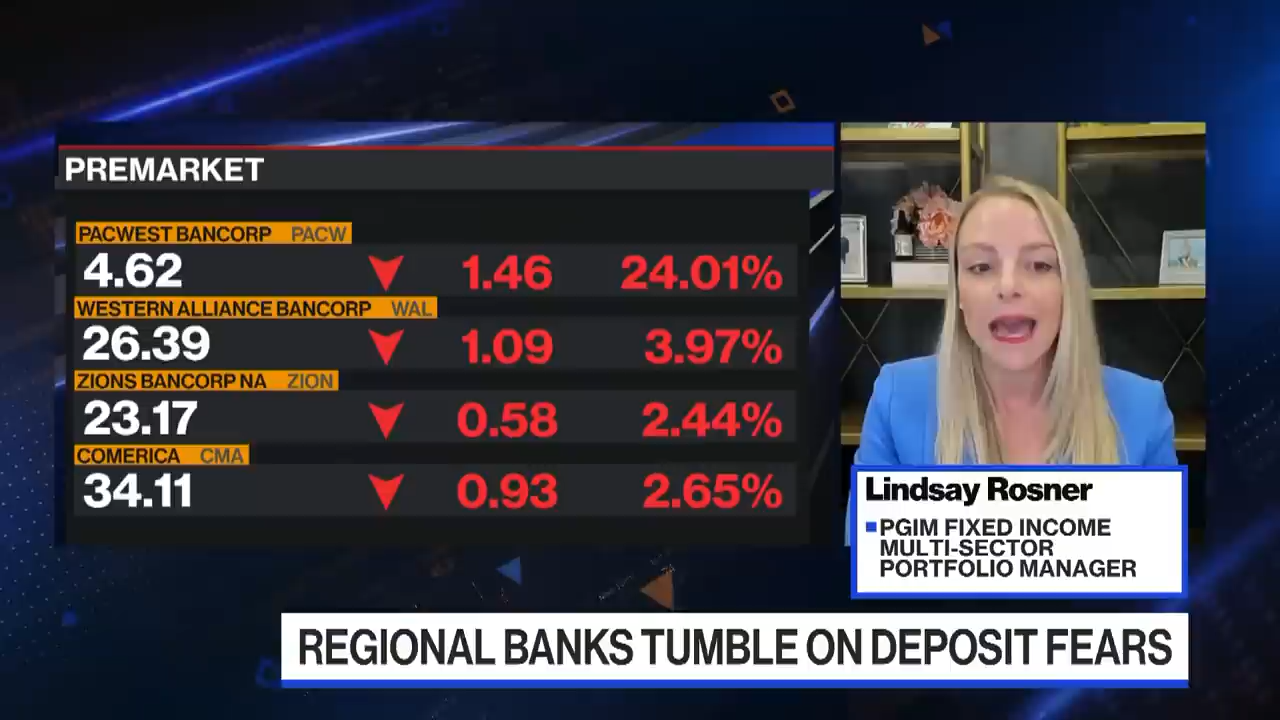 PREMARKET
PACWEST BANCORP PACW
4.62 1.46 24.01%
WESTERN ALLIANCE BANCORP WAL
26.39 1.09 3.97%
ZIONS BANCORP NA ZION
23.17 0.58 2.44%
COMERICA CMA
34.11 0.93 2.65%
Lindsay Rosner
PGIM FIXED INCOME
MULTI-SECTOR
PORTFOLIO MANAGER
REGIONAL BANKS TUMBLE ON DEPOSIT FEARS